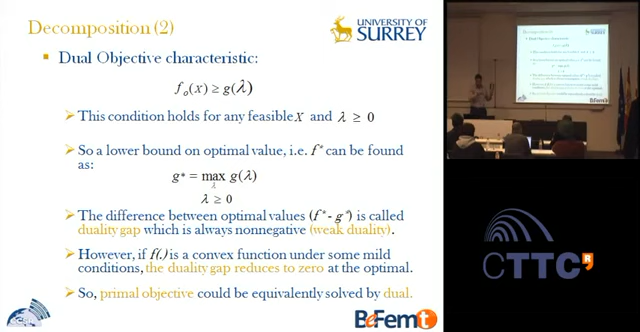 Decomposition (2)
UNIVERSITY OF
SURREY
Dual Objective characteristic:
f_o(x) ≥ g(λ)
This condition holds for any feasible X and λ ≥ 0
So a lower bound on optimal value, i.e. f* can be found
as:
g* = max g(λ)
λ
λ ≥ 0
The difference between optimal values (f* - g*) is called
duality gap which is always nonnegative (weak duality).
However, if f(.) is a convex function under some mild
conditions, the duality gap reduces to zero at the optimal.
So, primal objective could be equivalently solved by dual.
BeFemt
CTTC